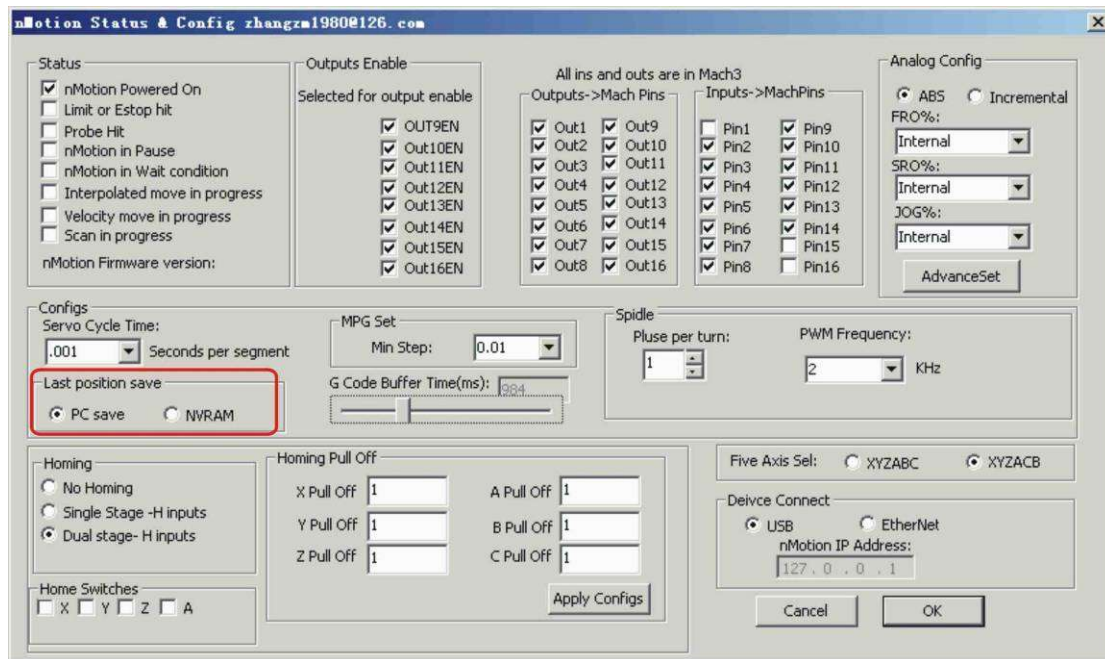 nMotion Status & Config zhangzm1980@126.com
Status
nMotion Powered On
Limit or Estop hit
Probe Hit
nMotion in Pause
nMotion in Wait condition
Interpolated move in progress
Velocity move in progress
Scan in progress
nMotion Firmware version:
Outputs Enable
Selected for output enable
OUT9EN
Out10EN
Out11EN
Out12EN
Out13EN
Out14EN
Out15EN
Out16EN
All ins and outs are in Mach3
Outputs->Mach Pins
Out1 Out9
Out2 Out10
Out3 Out11
Out4 Out12
Out5 Out13
Out6 Out14
Out7 Out15
Out8 Out16
Inputs->MachPins
Pin1 Pin9
Pin2 Pin10
Pin3 Pin11
Pin4 Pin12
Pin5 Pin13
Pin6 Pin14
Pin7 Pin15
Pin8 Pin16
Analog Config
ABS Incremental
FRO%:
Internal
SRO%:
Internal
JOG%:
Internal
AdvanceSet
Configs
Servo Cycle Time:
.001 Seconds per segment
Last position save
PC save NVRAM
MPG Set
Min Step: 0.01
G Code Buffer Time(ms): 984
Spidle
Pluse per turn:
1
PWM Frequency:
2 KHz
Homing
No Homing
Single Stage -H inputs
Dual stage- H inputs
Home Switches
X Y Z A
Homing Pull Off
X Pull Off 1 A Pull Off 1
Y Pull Off 1 B Pull Off 1
Z Pull Off 1 C Pull Off 1
Apply Configs
Five Axis Sel: XYZABC XYZACB
Deivce Connect
USB EtherNet
nMotion IP Address:
127 . 0 . 0 . 1
Cancel OK